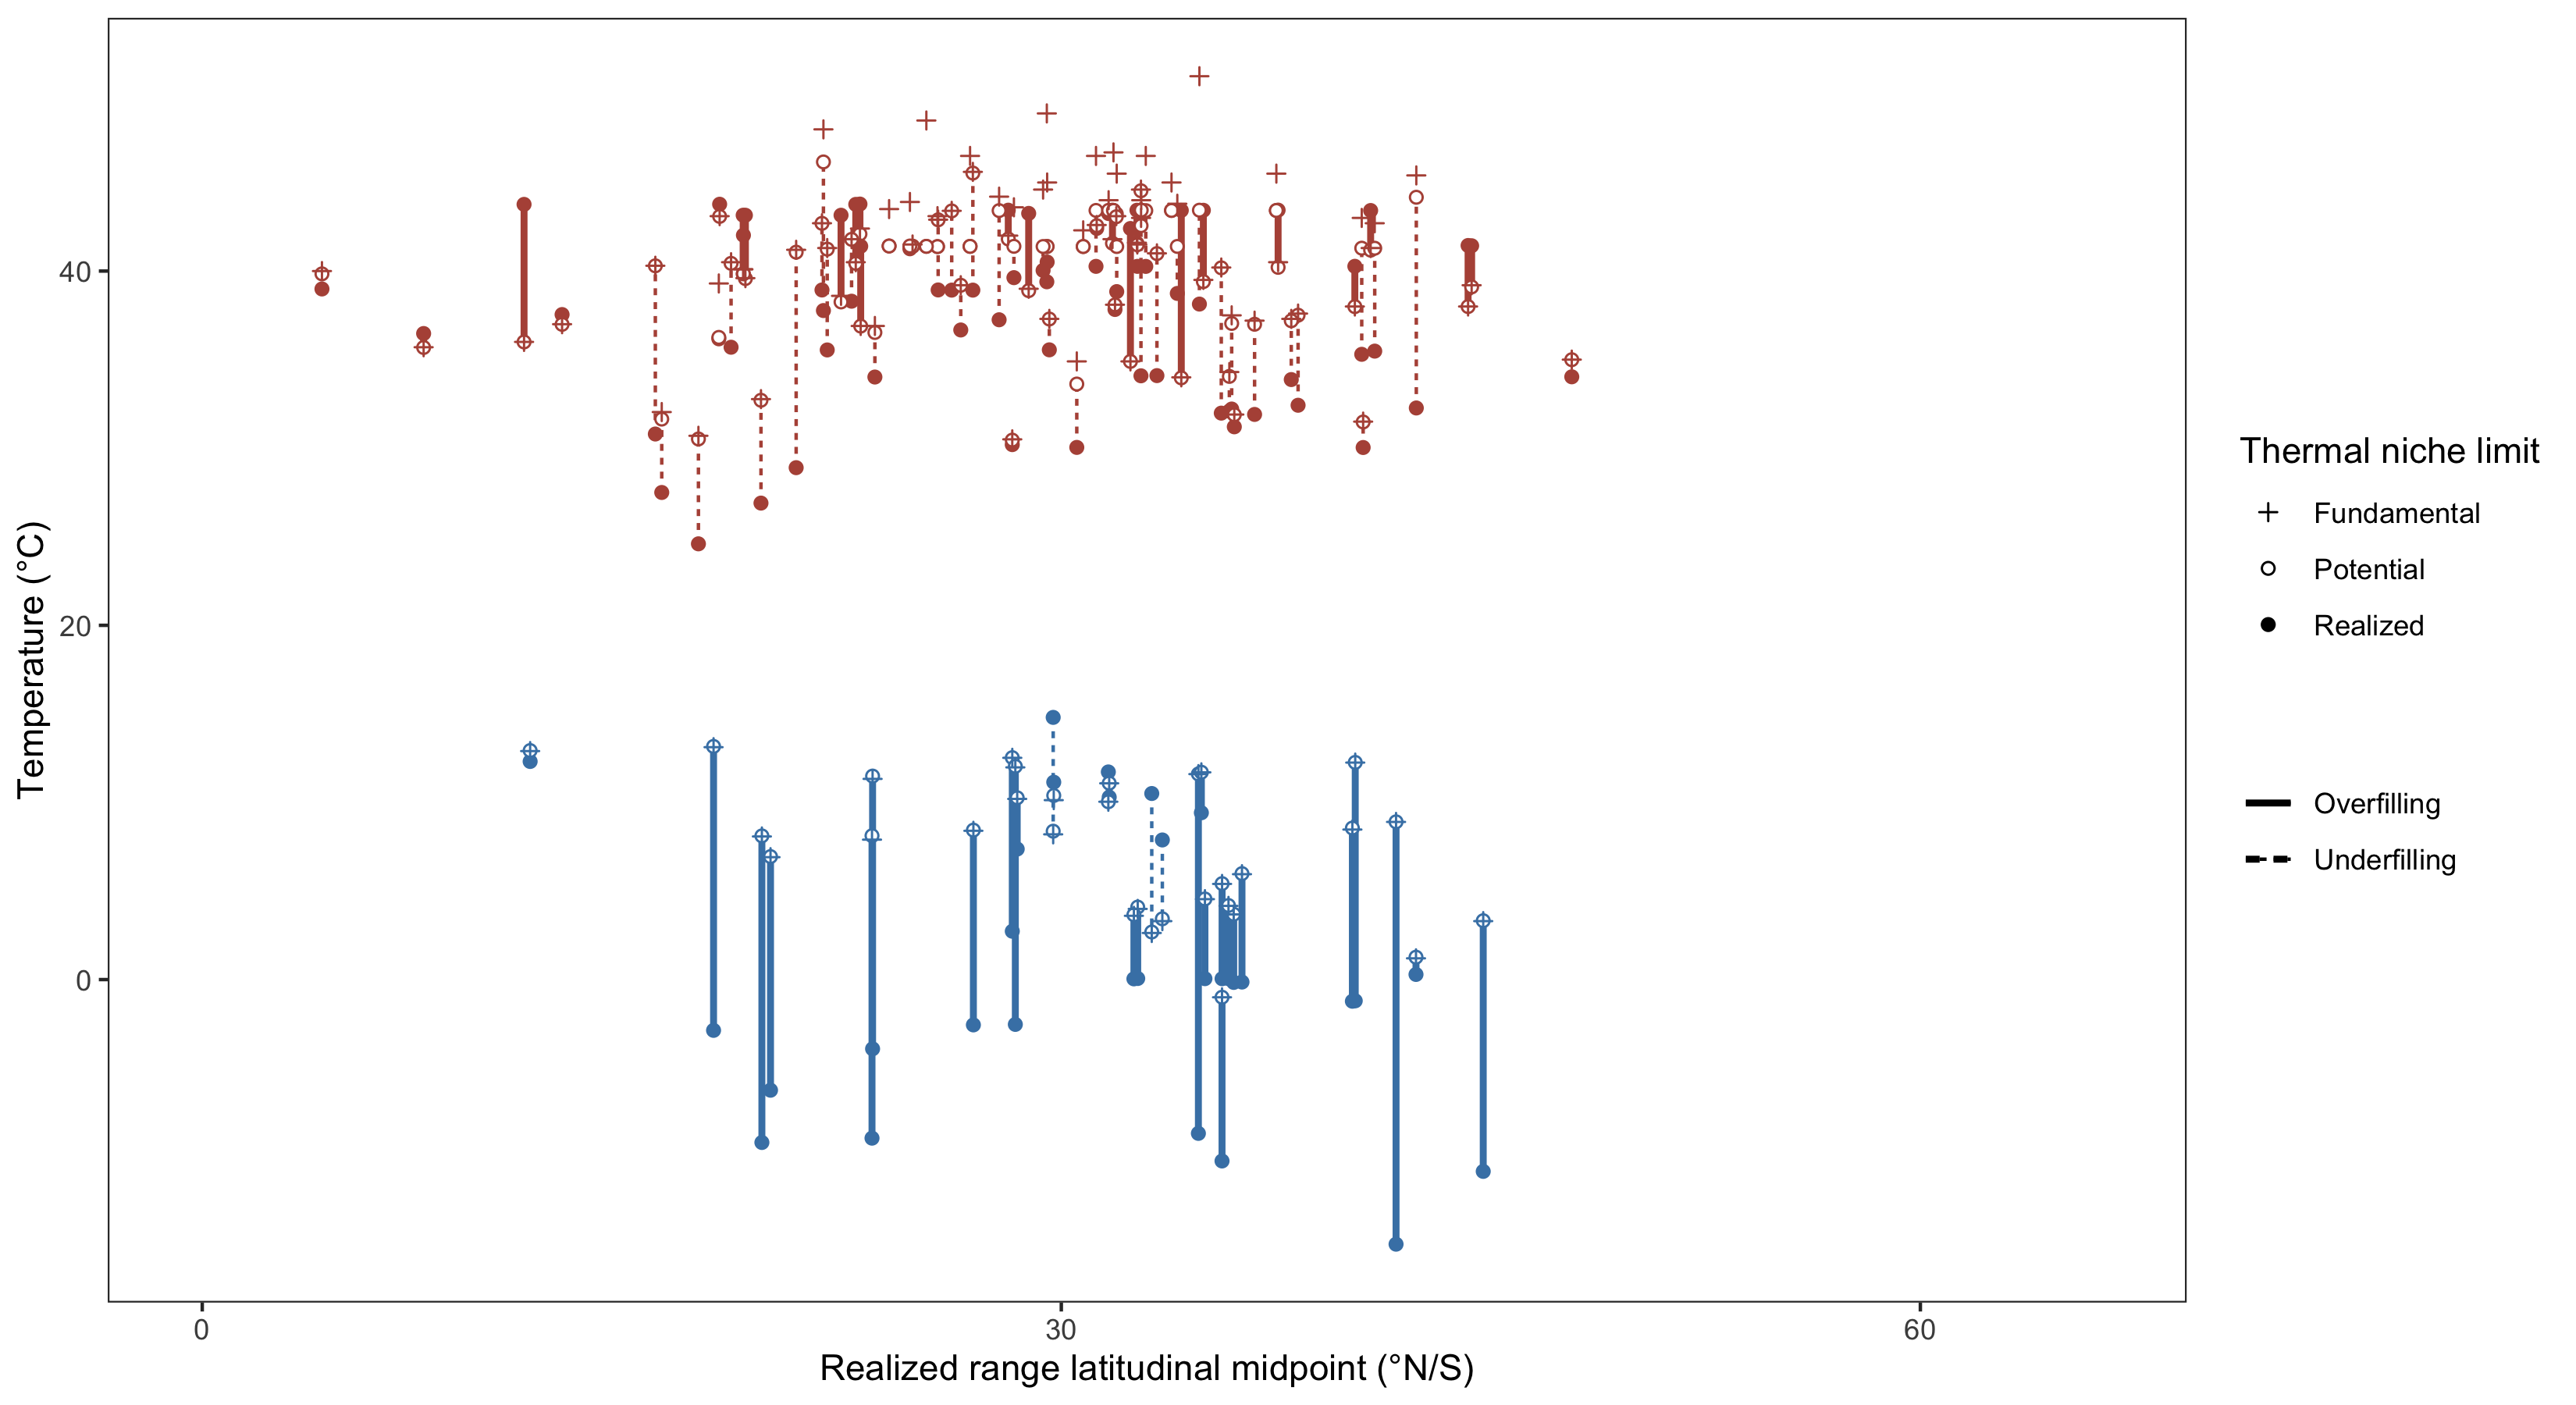 Temperature (°C)
40
20
0
0
30
60
Realized range latitudinal midpoint (°N/S)
Thermal niche limit
Fundamental
Potential
Realized
Overfilling
Underfilling